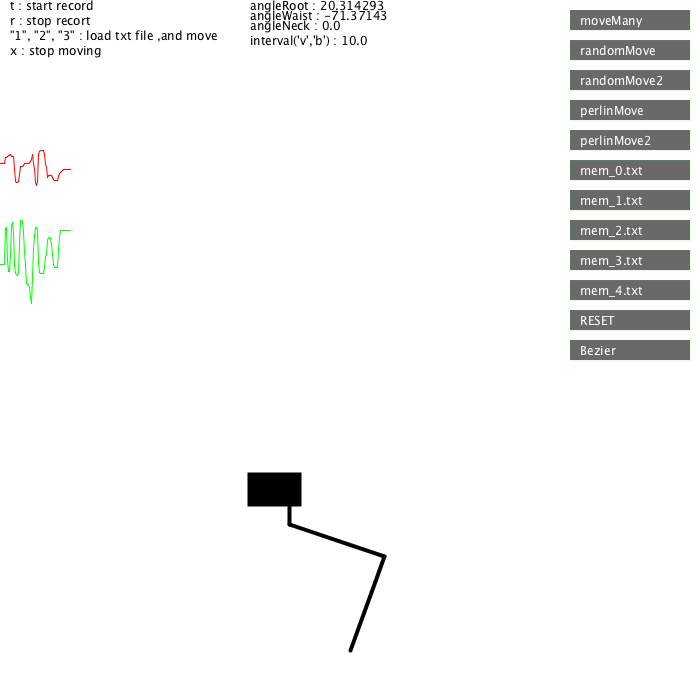 t : start record
r : stop recort
"1", "2", "3" : load txt file ,and move
x : stop moving
angleRoot : 20.314293
angleWaist : -71.37143
angleNeck : 0.0
interval('v','b') : 10.0
moveMany
randomMove
randomMove2
perlinMove
perlinMove2
mem_0.txt
mem_1.txt
mem_2.txt
mem_3.txt
mem_4.txt
RESET
Bezier